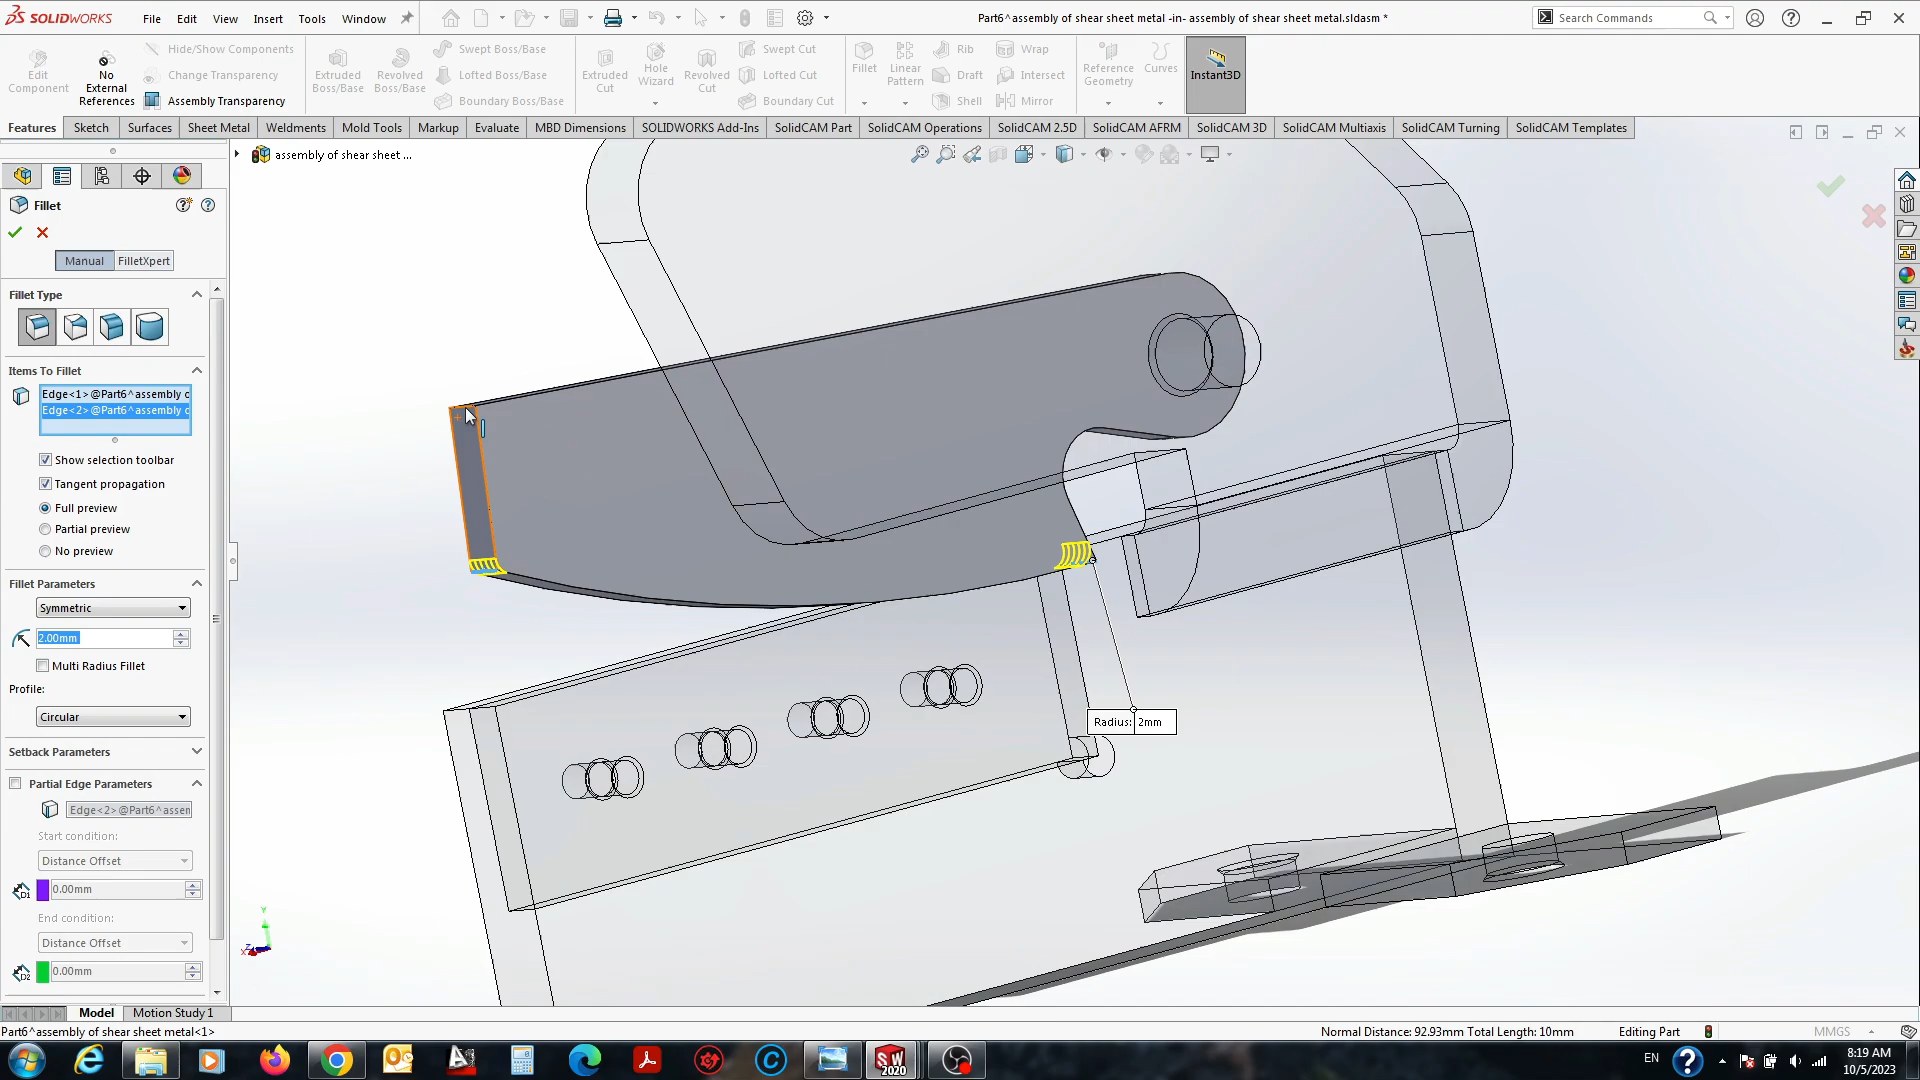 SOLIDWORKS File Edit View Insert Tools Window
Part6^assembly of shear sheet metal -in- assembly of shear sheet metal.sldasm *
Search Commands
Edit Component
No External References
Hide/Show Components
Change Transparency
Assembly Transparency
Extruded Boss/Base
Revolved Boss/Base
Swept Boss/Base
Lofted Boss/Base
Boundary Boss/Base
Extruded Cut
Hole Wizard
Revolved Cut
Swept Cut
Lofted Cut
Boundary Cut
Fillet
Linear Pattern
Rib
Draft
Shell
Wrap
Intersect
Mirror
Reference Geometry
Curves
Instant3D
Features Sketch Surfaces Sheet Metal Weldments Mold Tools Markup Evaluate MBD Dimensions SOLIDWORKS Add-Ins SolidCAM Part SolidCAM Operations SolidCAM 2.5D SolidCAM AFRM SolidCAM 3D SolidCAM Multiaxis SolidCAM Turning SolidCAM Templates
assembly of shear sheet ...
Fillet
Manual FilletXpert
Fillet Type
Items To Fillet
Edge<1>@Part6^assembly o
Edge<2>@Part6^assembly o
Show selection toolbar
Tangent propagation
Full preview
Partial preview
No preview
Fillet Parameters
Symmetric
2.00mm
Multi Radius Fillet
Profile:
Circular
Setback Parameters
Partial Edge Parameters
Edge<2>@Part6^assen
Start condition:
Distance Offset
0.00mm
End condition:
Distance Offset
0.00mm
Radius: 2mm
Model Motion Study 1
Part6^assembly of shear sheet metal<1>
Normal Distance: 92.93mm Total Length: 10mm Editing Part MMGS
SW 2020
EN
8:19 AM
10/5/2023